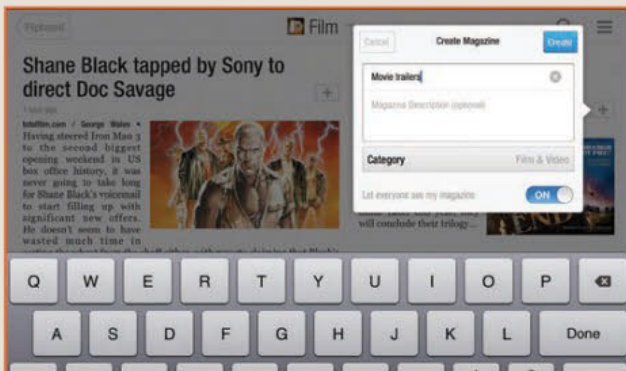 Flipboard
Film
Shane Black tapped by Sony to
direct Doc Savage
totalfilm.com / George Wales •
Having steered Iron Man 3
to the second biggest
opening weekend in US
box office history, it was
never going to take long
for Shane Black's voicemail
to start filling up with
significant new offers.
He doesn't seem to have
wasted much time in
will conclude their trilogy...
Cancel
Create Magazine
Create
Movie trailers
Magazine Description (optional)
Category
Film & Video
Let everyone see my magazine
ON
Q W E R T Y U I O P
A S D F G H J K L Done